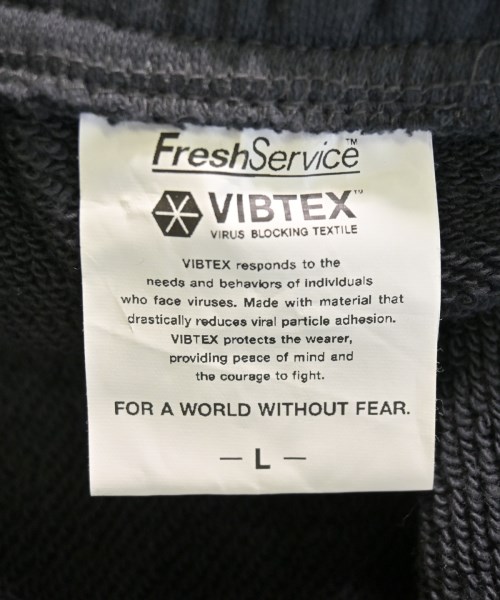 FreshService™
VIBTEX™
VIRUS BLOCKING TEXTILE
VIBTEX responds to the
needs and behaviors of individuals
who face viruses. Made with material that
drastically reduces viral particle adhesion.
VIBTEX protects the wearer,
providing peace of mind and
the courage to fight.
FOR A WORLD WITHOUT FEAR.
— L —